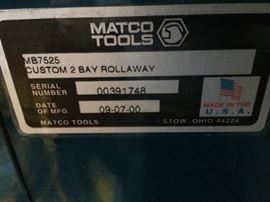 MATCO
TOOLS
MB7525
CUSTOM 2 BAY ROLLAWAY
SERIAL
NUMBER 00391748
DATE
OF MFG. 09-07-00
MADE IN THE
U.S.A.
MATCO TOOLS STOW, OHIO 44224